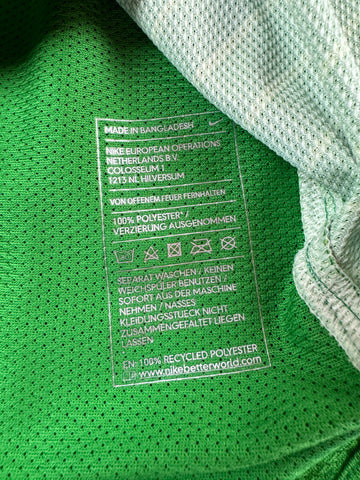 MADE IN BANGLADESH
NIKE EUROPEAN OPERATIONS
NETHERLANDS B.V.
COLOSSEUM 1
1213 NL HILVERSUM
VON OFFENEM FEUER FERNHALTEN
100% POLYESTER* /
VERZIERUNG AUSGENOMMEN
SEPARAT WASCHEN / KEINEN
WEICHSPÜLER BENUTZEN /
SOFORT AUS DER MASCHINE
NEHMEN / NASSES
KLEIDUNGSSTUECK NICHT
ZUSAMMENGEFALTET LIEGEN
LASSEN
EN- 100% RECYCLED POLYESTER
www.nikebetterworld.com